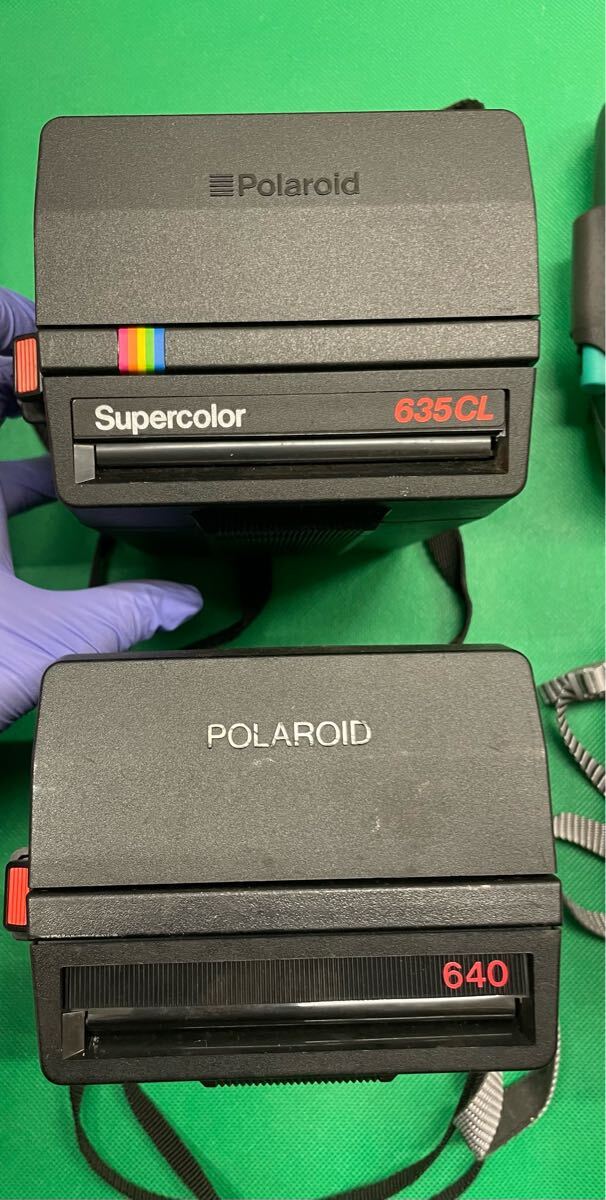 Polaroid
Supercolor 635CL
POLAROID
640